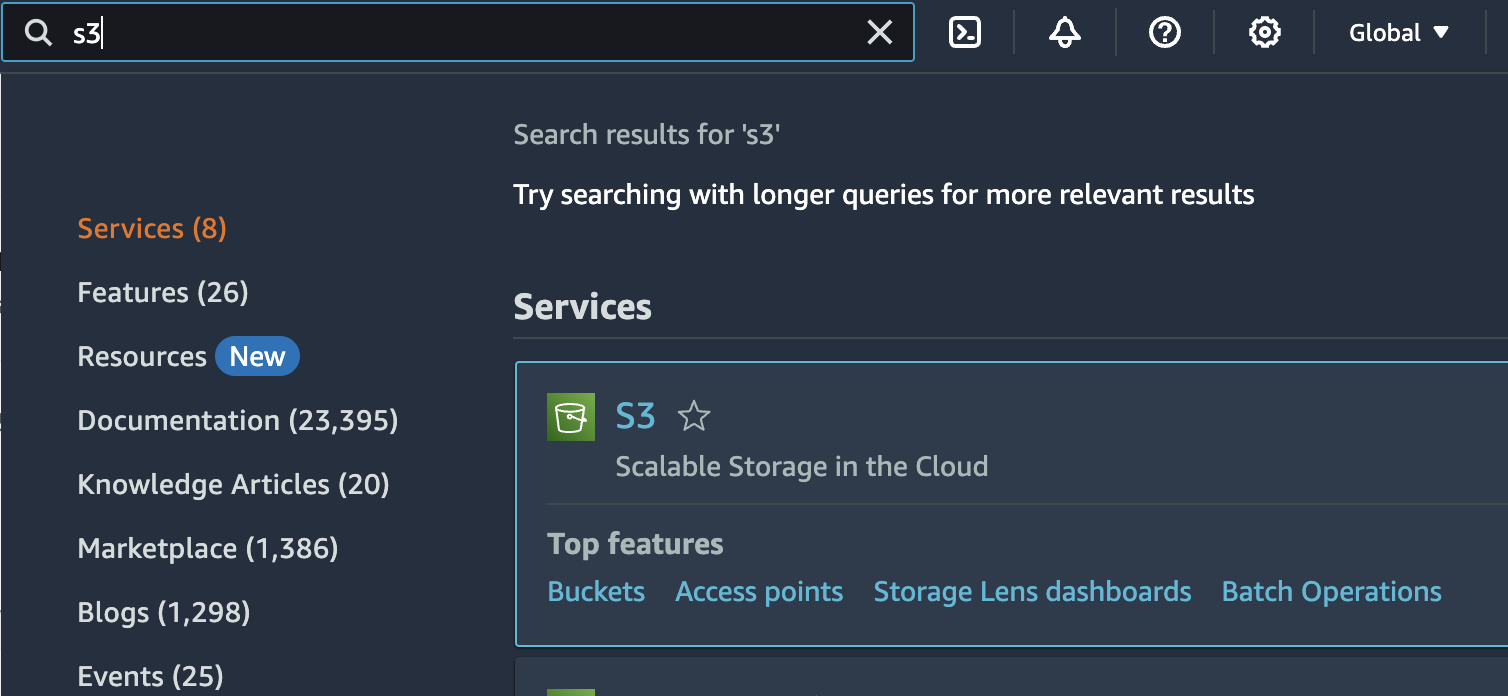 s3
Global
Search results for 's3'
Try searching with longer queries for more relevant results
Services (8)
Features (26)
Resources New
Documentation (23,395)
Knowledge Articles (20)
Marketplace (1,386)
Blogs (1,298)
Events (25)
Services
S3
Scalable Storage in the Cloud
Top features
Buckets Access points Storage Lens dashboards Batch Operations